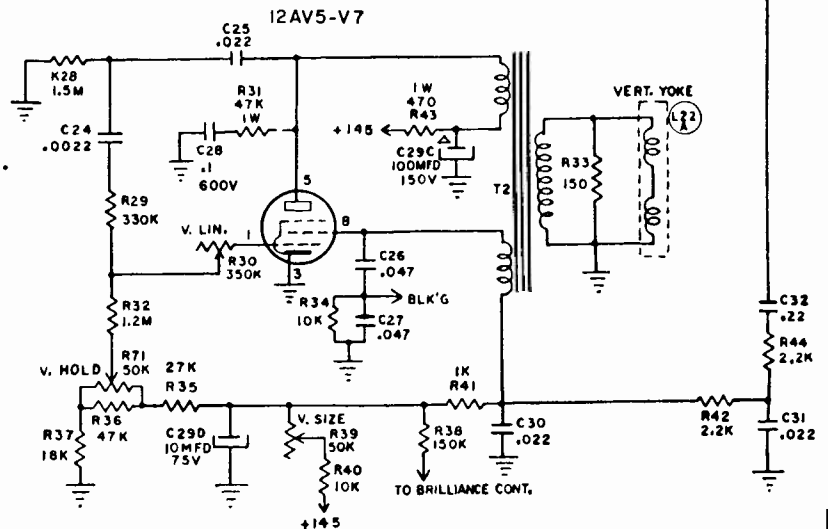 12AV5-V7
C25
.022
R28
1.5M
C24
.0022
R31
47K
1W
C28
.1
600V
1W
470
R43
+145
C29C
100MFD
150V
VERT. YOKE
L22
A
R33
150
T2
R29
330K
V. LIN.
R30
350K
1
5
8
3
C26
.047
BLK'G
R34
10K
C27
.047
R32
1.2M
V. HOLD
R71
50K
27K
R35
R36
47K
R37
18K
C29D
10MFD
75V
V. SIZE
R39
50K
R40
10K
+145
R38
150K
TO BRILLIANCE CONT.
1K
R41
C30
.022
R42
2.2K
C32
.22
R44
2.2K
C31
.022